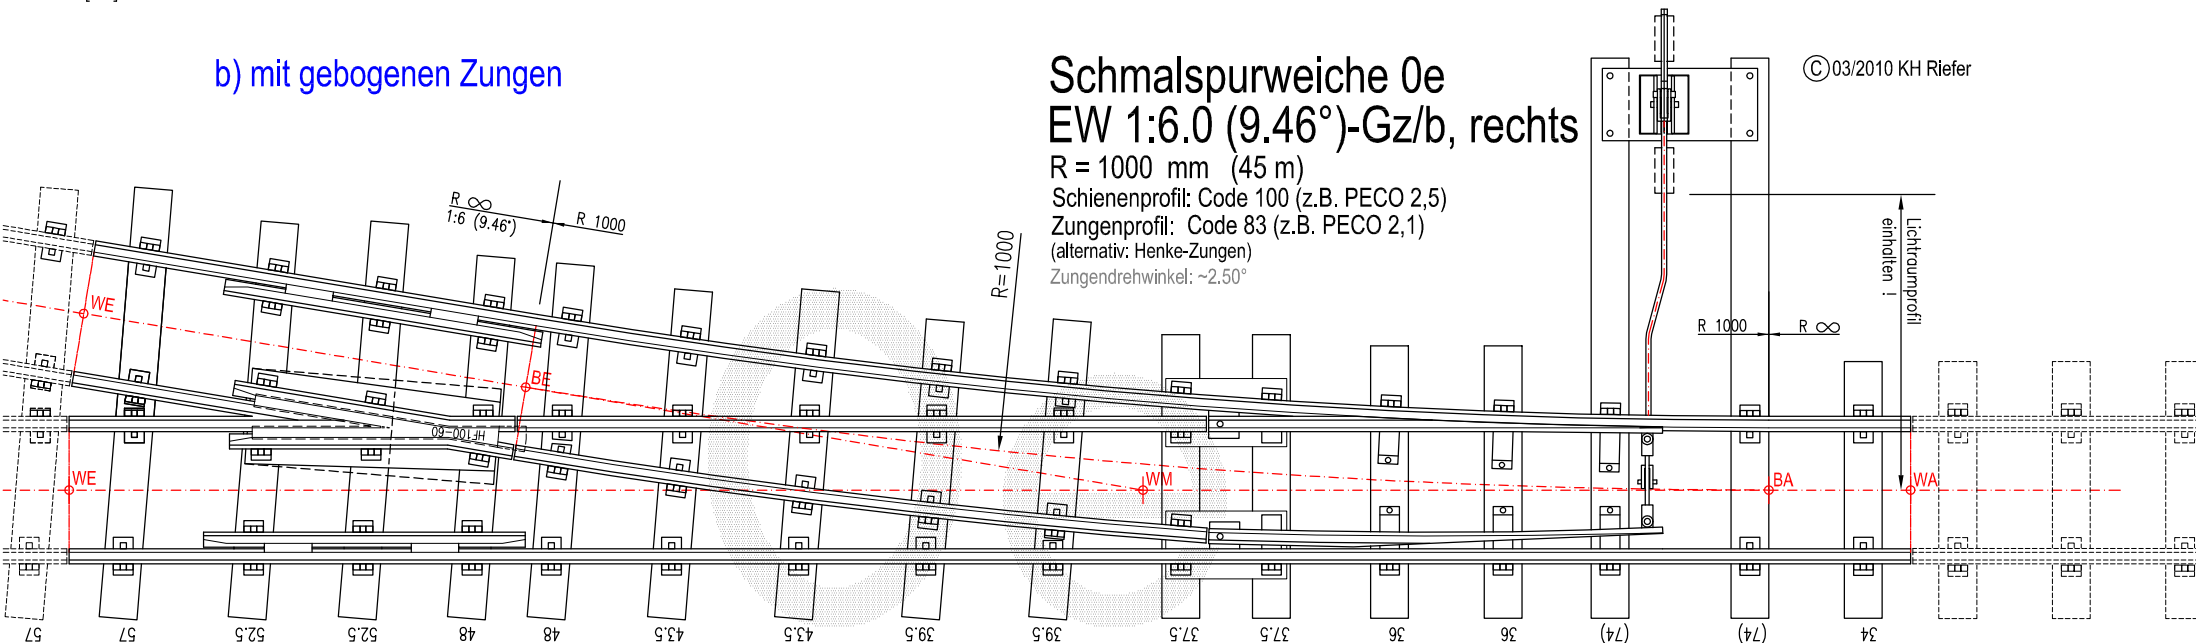 b) mit gebogenen Zungen
Schmalspurweiche 0e
EW 1:6.0 (9.46°)-Gz/b, rechts
R = 1000 mm (45 m)
Schienenprofil: Code 100 (z.B. PECO 2,5)
Zungenprofil: Code 83 (z.B. PECO 2,1)
(alternativ: Henke-Zungen)
Zungendrehwinkel: ~2.50°
© 03/2010 KH Riefer
R ∞
1:6 (9.46°)
R 1000
R=1000
R 1000
R ∞
Lichtraumprofil
einhalten !
WE
BE
HF100-60
WE
WM
BA
WA
57
57
52.5
52.5
48
48
43.5
43.5
39.5
39.5
37.5
37.5
36
36
(74)
(74)
34